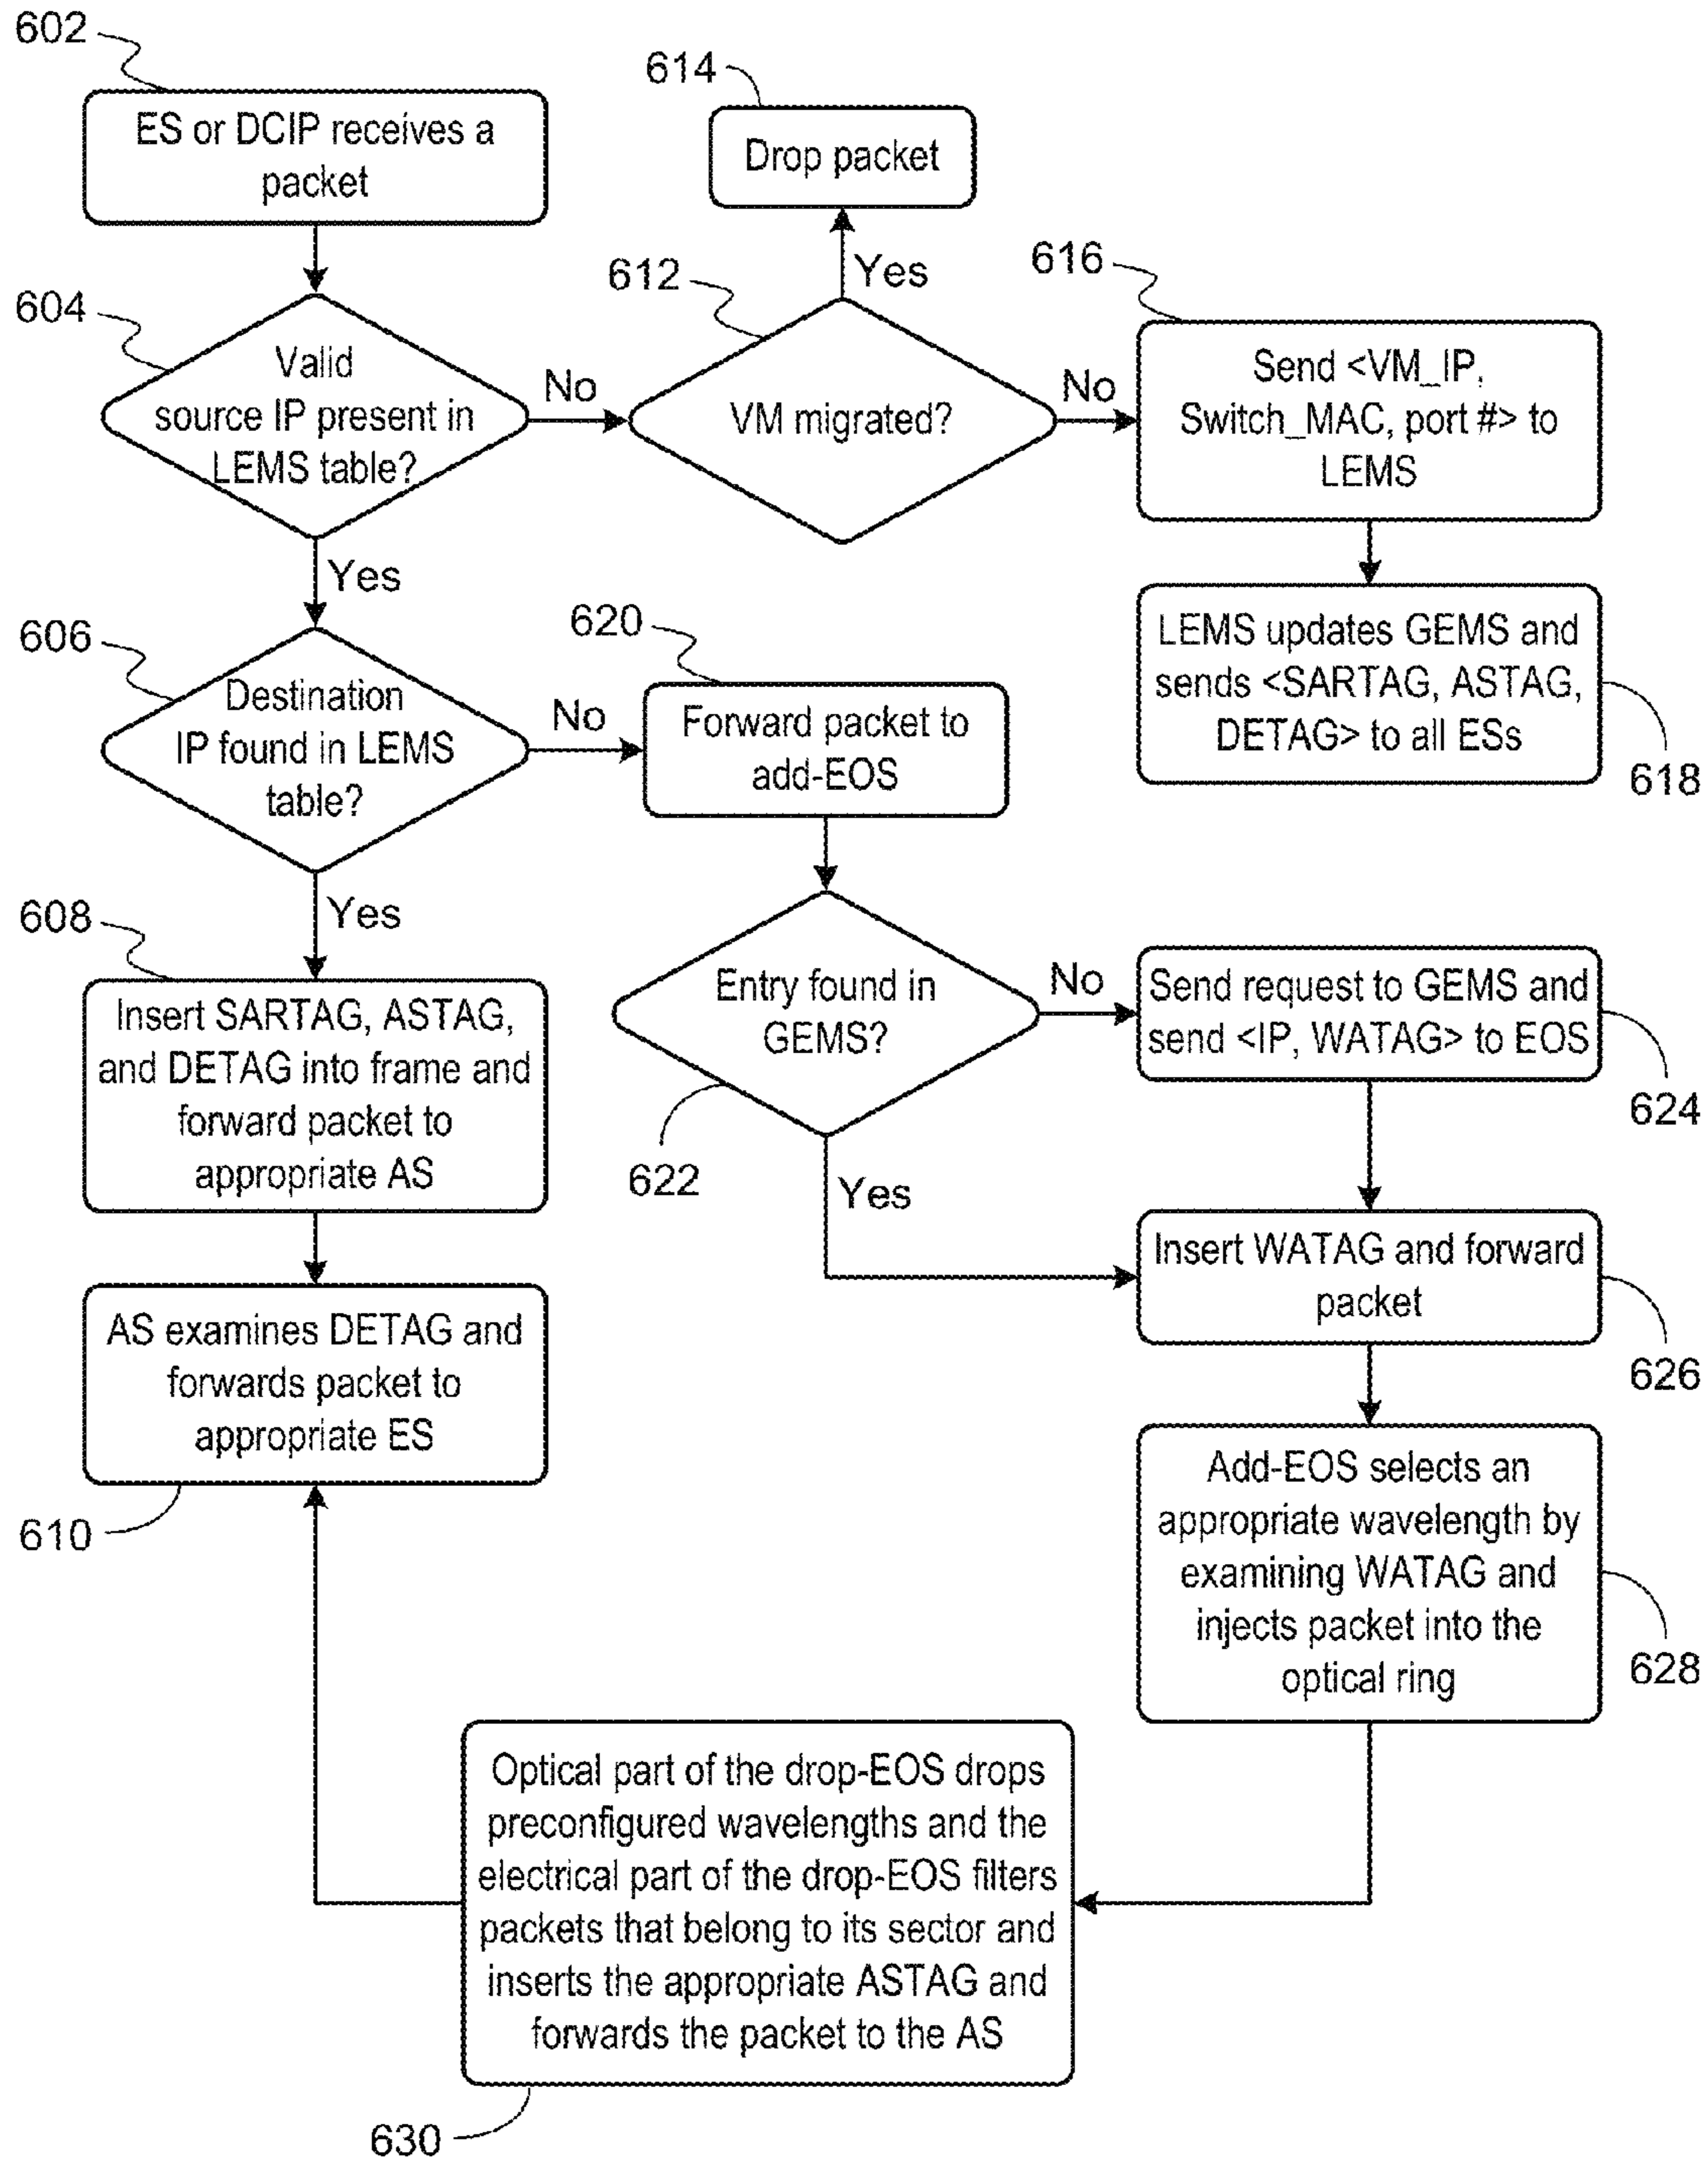 602
ES or DCIP receives a
packet
614
Drop packet
Yes
604
Valid
source IP present in
LEMS table?
No
612
VM migrated?
No
616
Send <VM_IP,
Switch_MAC, port #> to
LEMS
Yes
LEMS updates GEMS and
sends <SARTAG, ASTAG,
DETAG> to all ESs
618
606
Destination
IP found in LEMS
table?
No
620
Forward packet to
add-EOS
Yes
608
Insert SARTAG, ASTAG,
and DETAG into frame and
forward packet to
appropriate AS
Entry found in
GEMS?
622
No
Send request to GEMS and
send <IP, WATAG> to EOS
624
Yes
Insert WATAG and forward
packet
626
AS examines DETAG and
forwards packet to
appropriate ES
610
Add-EOS selects an
appropriate wavelength by
examining WATAG and
injects packet into the
optical ring
628
Optical part of the drop-EOS drops
preconfigured wavelengths and the
electrical part of the drop-EOS filters
packets that belong to its sector and
inserts the appropriate ASTAG and
forwards the packet to the AS
630